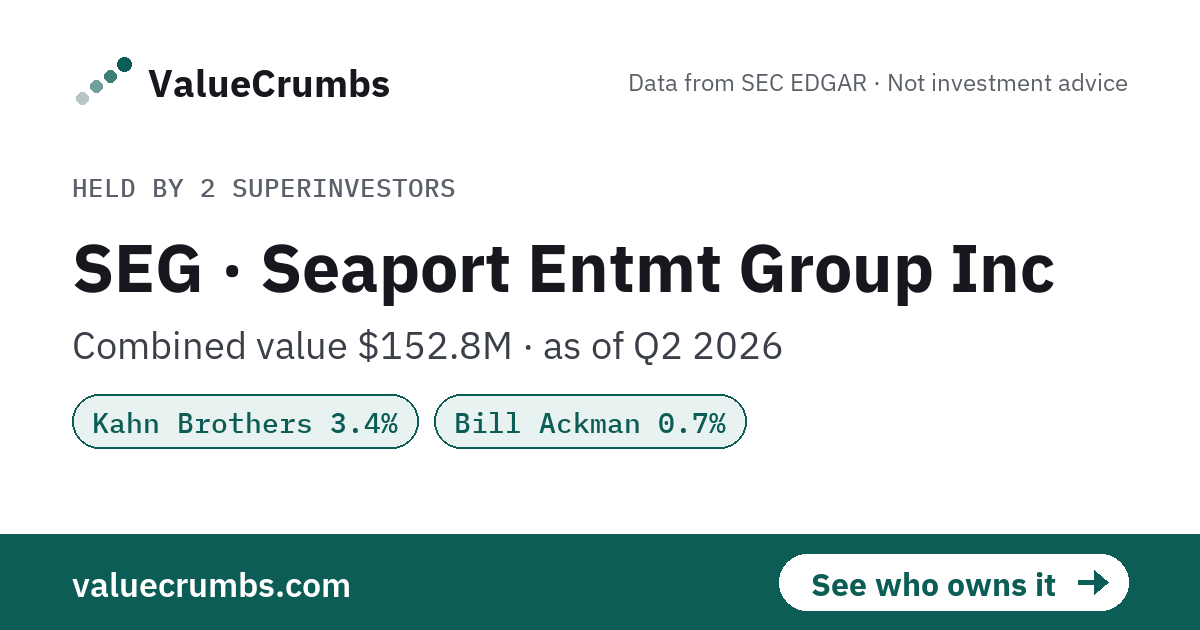 ValueCrumbs
Data from SEC EDGAR · Not investment advice
HELD BY 2 SUPERINVESTORS
SEG · Seaport Entmt Group Inc
Combined value $152.8M · as of Q2 2026
Kahn Brothers 3.4%
Bill Ackman 0.7%
valuecrumbs.com
See who owns it